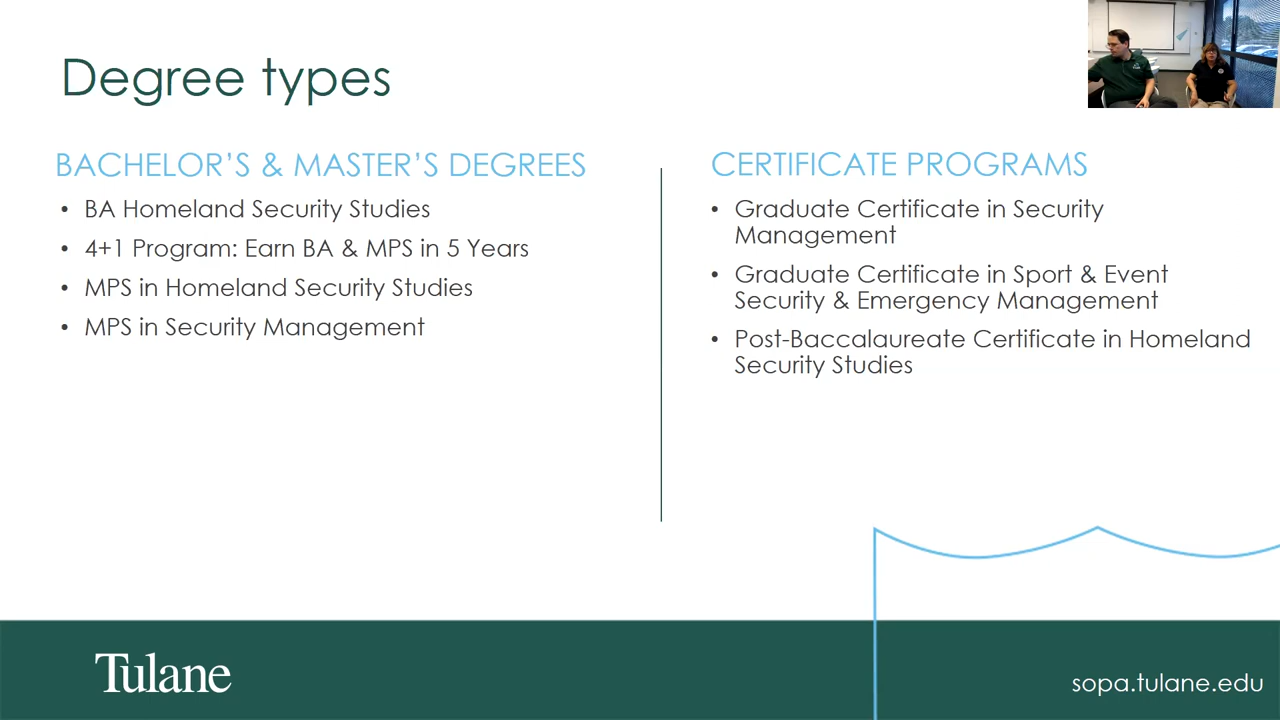 Degree types
BACHELOR’S & MASTER’S DEGREES
• BA Homeland Security Studies
• 4+1 Program: Earn BA & MPS in 5 Years
• MPS in Homeland Security Studies
• MPS in Security Management
CERTIFICATE PROGRAMS
• Graduate Certificate in Security
Management
• Graduate Certificate in Sport & Event
Security & Emergency Management
• Post-Baccalaureate Certificate in Homeland
Security Studies
Tulane
sopa.tulane.edu